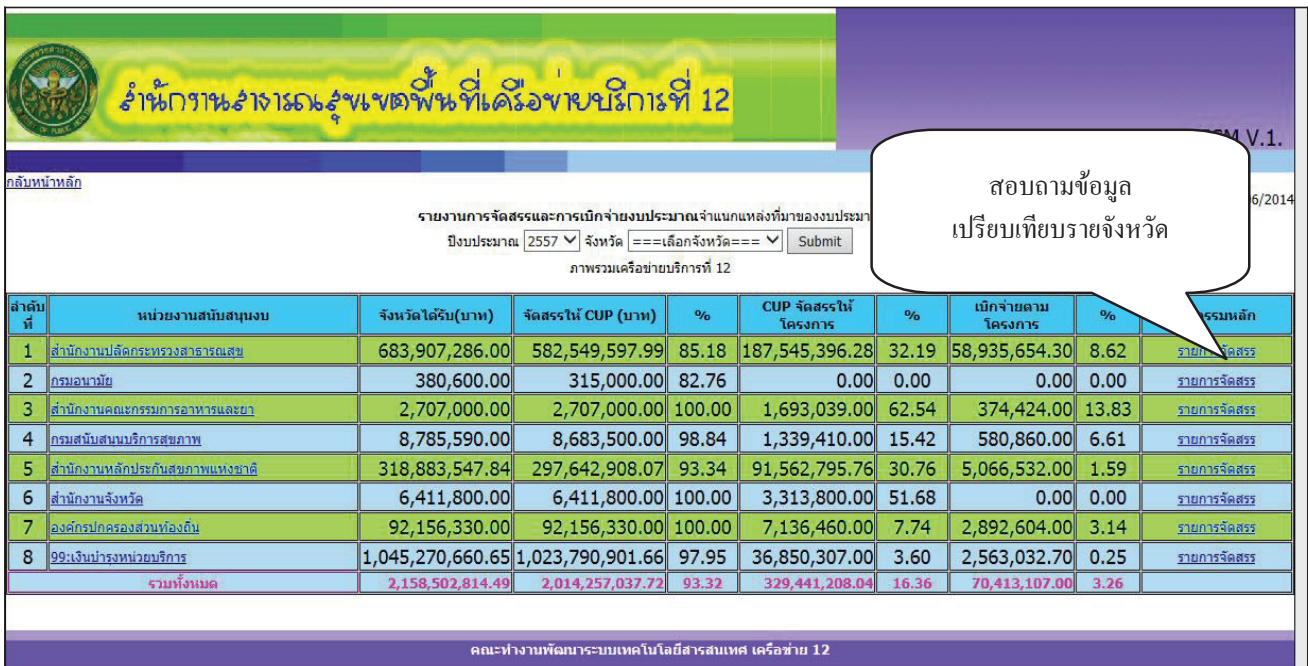 สำนักงานสาธารณสุขเขตพื้นที่เครือข่ายบริการที่ 12
V.1.
กลับหน้าหลัก
6/2014
สอบถามข้อมูล
เปรียบเทียบรายจังหวัด
รายงานการจัดสรรและการเบิกจ่ายงบประมาณจำแนกแหล่งที่มาของงบประมา
ปีงบประมาณ 2557 จังหวัด ===เลือกจังหวัด=== Submit
ภาพรวมเครือข่ายบริการที่ 12
ลำดับที่ หน่วยงานสนับสนุนงบ จังหวัดได้รับ(บาท) จัดสรรให้ CUP (บาท) % CUP จัดสรรให้โครงการ % เบิกจ่ายตามโครงการ % รรมหลัก
1 สำนักงานปลัดกระทรวงสาธารณสุข 683,907,286.00 582,549,597.99 85.18 187,545,396.28 32.19 58,935,654.30 8.62 รายการจัดสรร
2 กรมอนามัย 380,600.00 315,000.00 82.76 0.00 0.00 0.00 0.00 รายการจัดสรร
3 สำนักงานคณะกรรมการอาหารและยา 2,707,000.00 2,707,000.00 100.00 1,693,039.00 62.54 374,424.00 13.83 รายการจัดสรร
4 กรมสนับสนุนบริการสุขภาพ 8,785,590.00 8,683,500.00 98.84 1,339,410.00 15.42 580,860.00 6.61 รายการจัดสรร
5 สำนักงานหลักประกันสุขภาพแห่งชาติ 318,883,547.84 297,642,908.07 93.34 91,562,795.76 30.76 5,066,532.00 1.59 รายการจัดสรร
6 สำนักงานจังหวัด 6,411,800.00 6,411,800.00 100.00 3,313,800.00 51.68 0.00 0.00 รายการจัดสรร
7 องค์กรปกครองส่วนท้องถิ่น 92,156,330.00 92,156,330.00 100.00 7,136,460.00 7.74 2,892,604.00 3.14 รายการจัดสรร
8 99:เงินบำรุงหน่วยบริการ 1,045,270,660.65 1,023,790,901.66 97.95 36,850,307.00 3.60 2,563,032.70 0.25 รายการจัดสรร
รวมทั้งหมด 2,158,502,814.49 2,014,257,037.72 93.32 329,441,208.04 16.36 70,413,107.00 3.26
คณะทำงานพัฒนาระบบเทคโนโลยีสารสนเทศ เครือข่าย 12